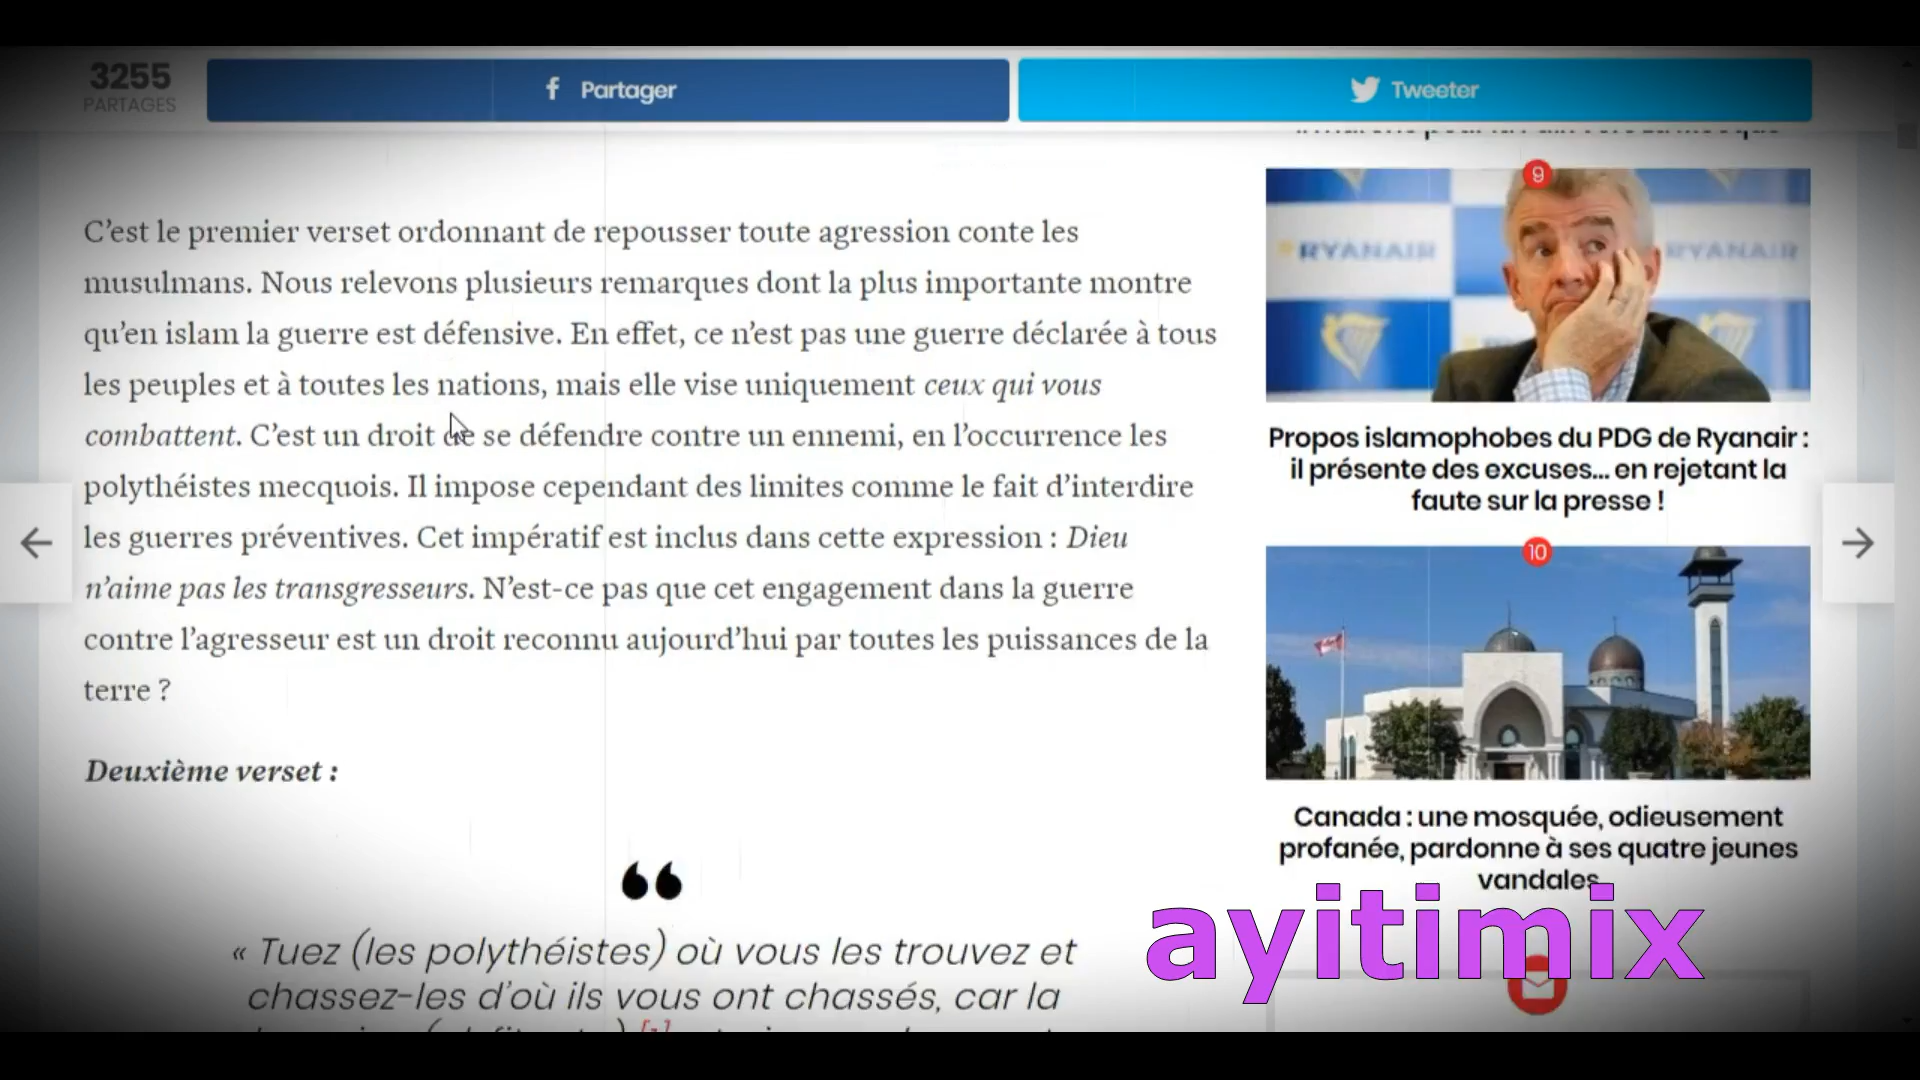 3255
PARTAGES
Partager
Tweeter
C'est le premier verset ordonnant de repousser toute agression conte les
musulmans. Nous relevons plusieurs remarques dont la plus importante montre
qu'en islam la guerre est défensive. En effet, ce n'est pas une guerre déclarée à tous
les peuples et à toutes les nations, mais elle vise uniquement ceux qui vous
combattent. C'est un droit de se défendre contre un ennemi, en l'occurrence les
polythéistes mecquois. Il impose cependant des limites comme le fait d'interdire
les guerres préventives. Cet impératif est inclus dans cette expression : Dieu
n'aime pas les transgresseurs. N'est-ce pas que cet engagement dans la guerre
contre l'agresseur est un droit reconnu aujourd'hui par toutes les puissances de la
terre ?
Deuxième verset :
« Tuez (les polythéistes) où vous les trouvez et
chassez-les d'où ils vous ont chassés, car la
9
RYANAIR
RYANAIR
Propos islamophobes du PDG de Ryanair :
il présente des excuses... en rejetant la
faute sur la presse !
10
Canada : une mosquée, odieusement
profanée, pardonne à ses quatre jeunes
vandales
ayitimix